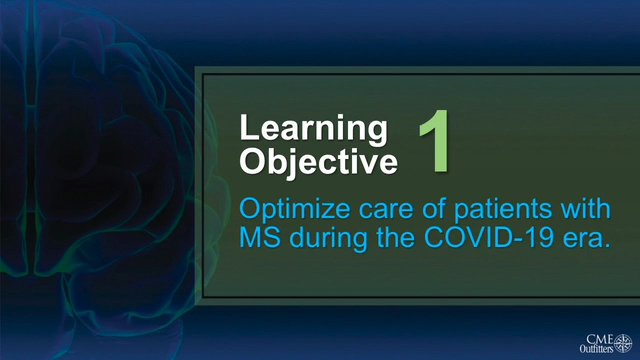 Learning
Objective 1
Optimize care of patients with
MS during the COVID-19 era.
CME
Outfitters